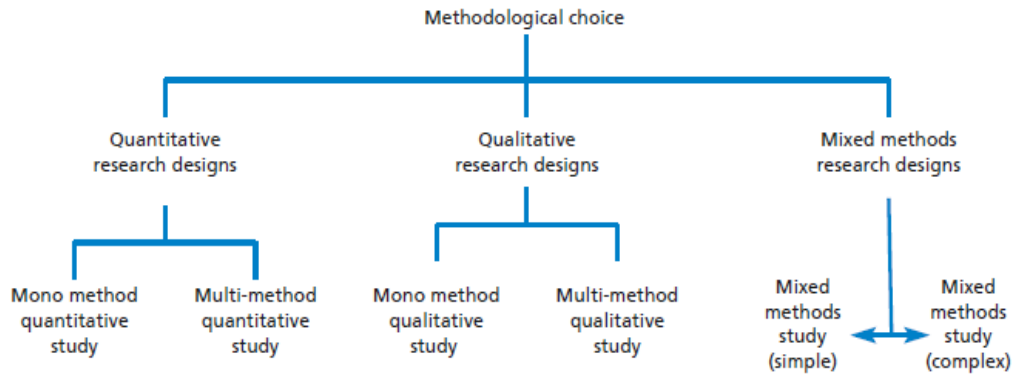 Methodological choice
Quantitative
research designs
Qualitative
research designs
Mixed methods
research designs
Mono method
quantitative
study
Multi-method
quantitative
study
Mono method
qualitative
study
Multi-method
qualitative
study
Mixed
methods
study
(simple)
Mixed
methods
study
(complex)